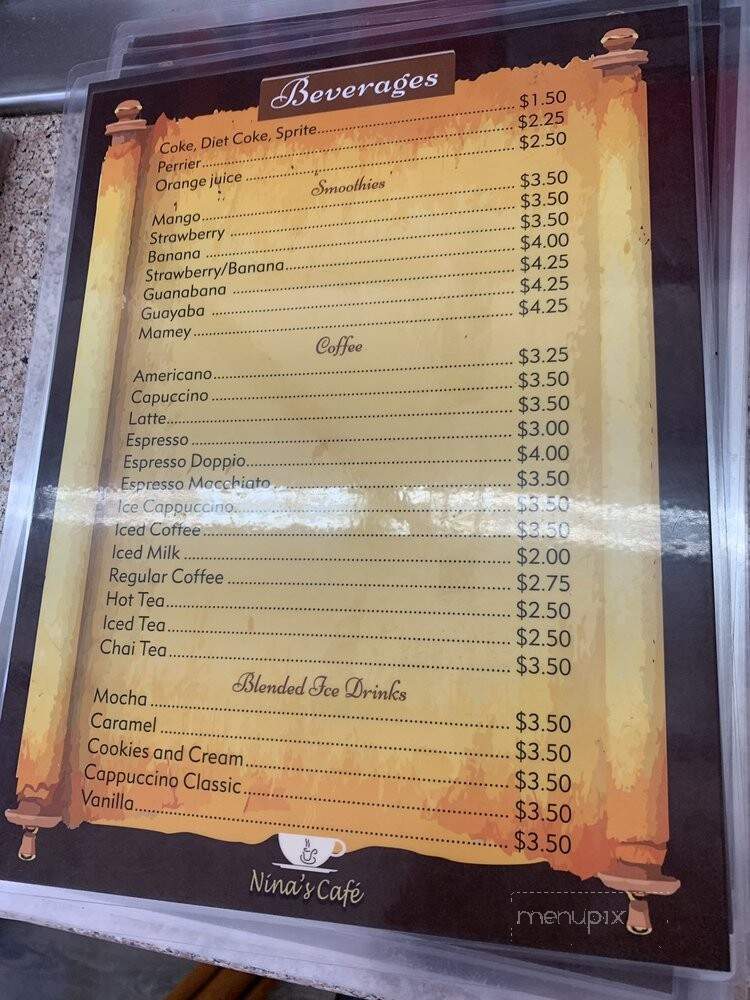 Beverages
Coke, Diet Coke, Sprite........ $1.50
Perrier........ $2.25
Orange juice ........ $2.50
Smoothies
Mango........ $3.50
Strawberry ........ $3.50
Banana ........ $3.50
Strawberry/Banana........ $4.00
Guanabana ........ $4.25
Guayaba ........ $4.25
Mamey ........ $4.25
Coffee
Americano........ $3.25
Capuccino ........ $3.50
Latte........ $3.50
Espresso ........ $3.00
Espresso Doppio........ $4.00
Espresso Macchiato ........ $3.50
Ice Cappuccino........ $3.50
Iced Coffee........ $3.50
Iced Milk ........ $2.00
Regular Coffee ........ $2.75
Hot Tea........ $2.50
Iced Tea........ $2.50
Chai Tea........ $3.50
Blended Ice Drinks
Mocha ........ $3.50
Caramel ........ $3.50
Cookies and Cream........ $3.50
Cappuccino Classic........ $3.50
Vanilla........ $3.50
Nina's Café
menupix